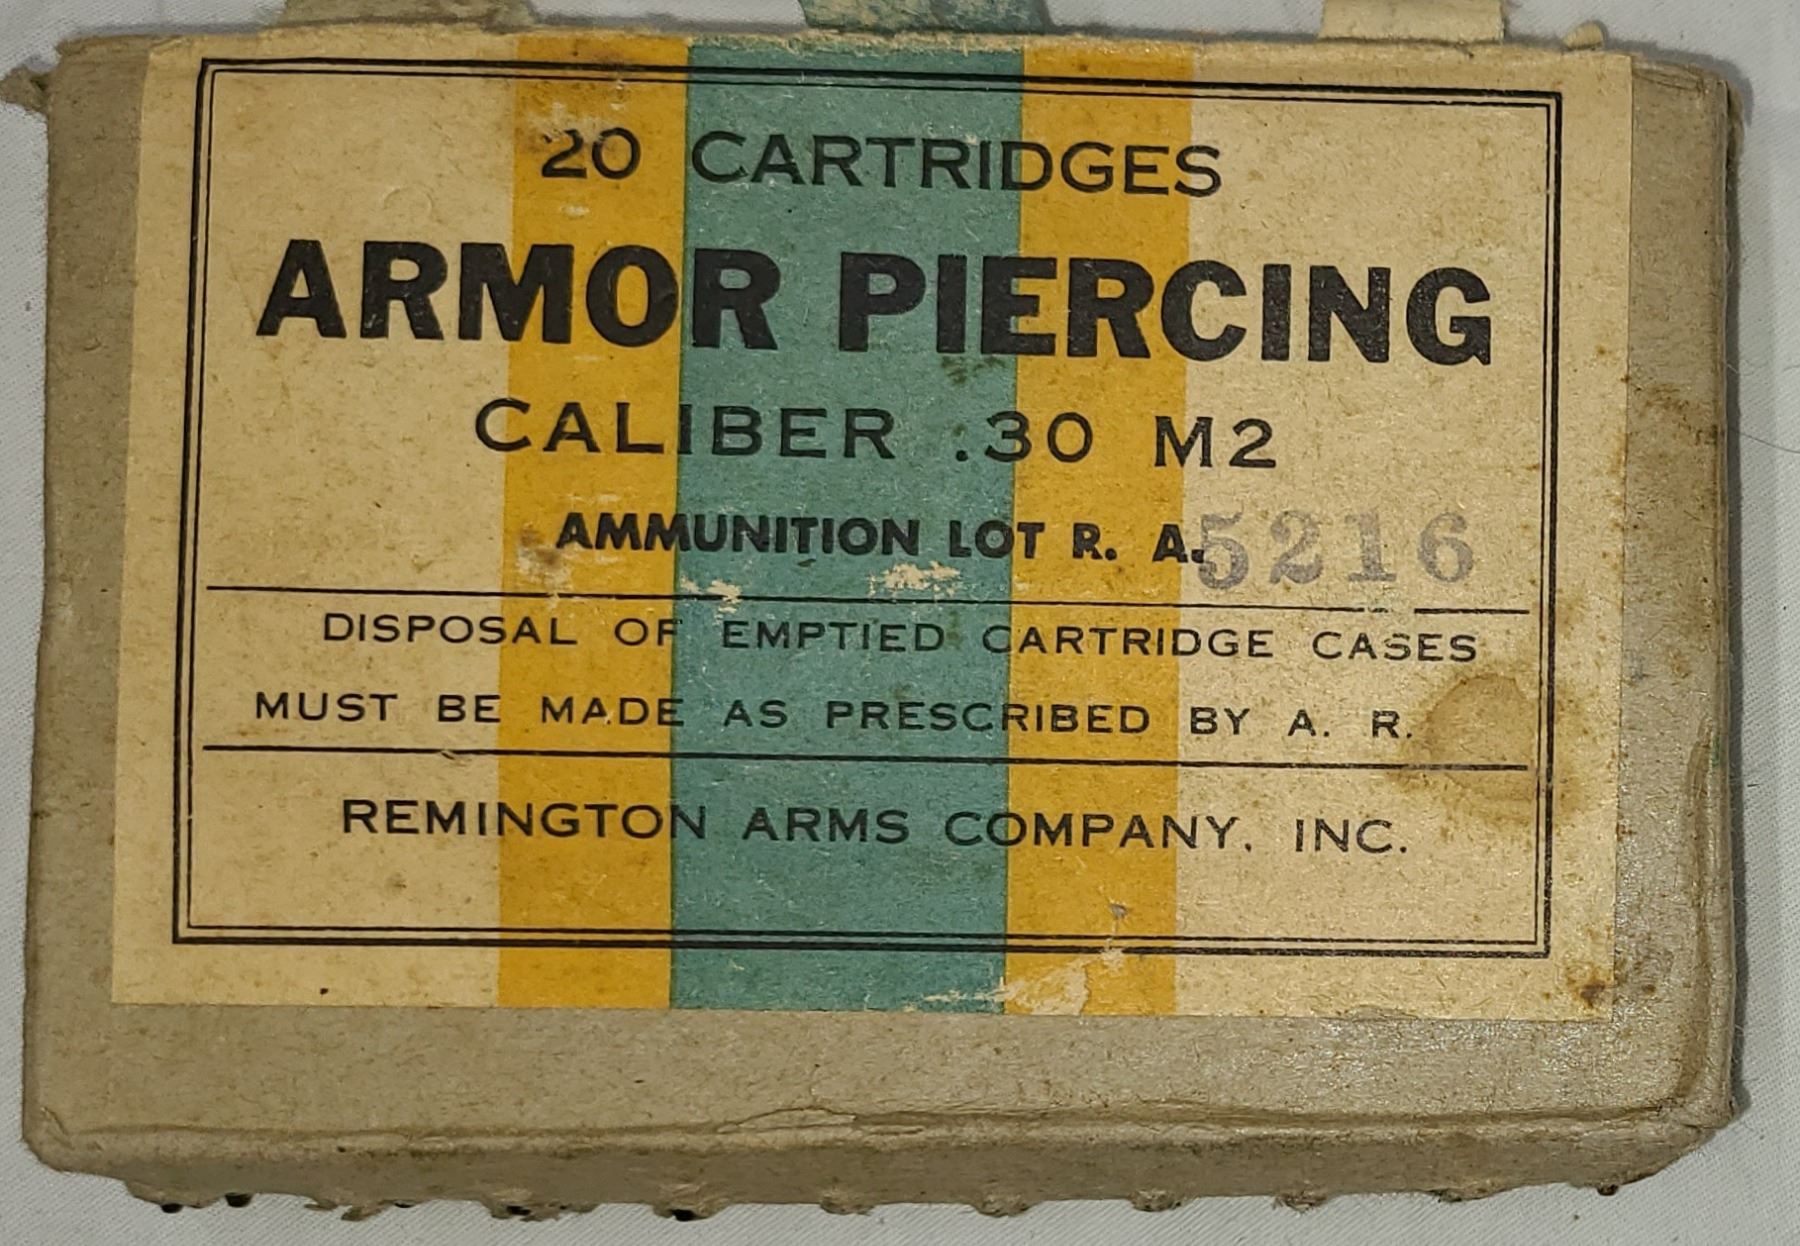 20 CARTRIDGES
ARMOR PIERCING
CALIBER .30 M2
AMMUNITION LOT R. A. 5216
DISPOSAL OF EMPTIED CARTRIDGE CASES
MUST BE MADE AS PRESCRIBED BY A. R.
REMINGTON ARMS COMPANY, INC.